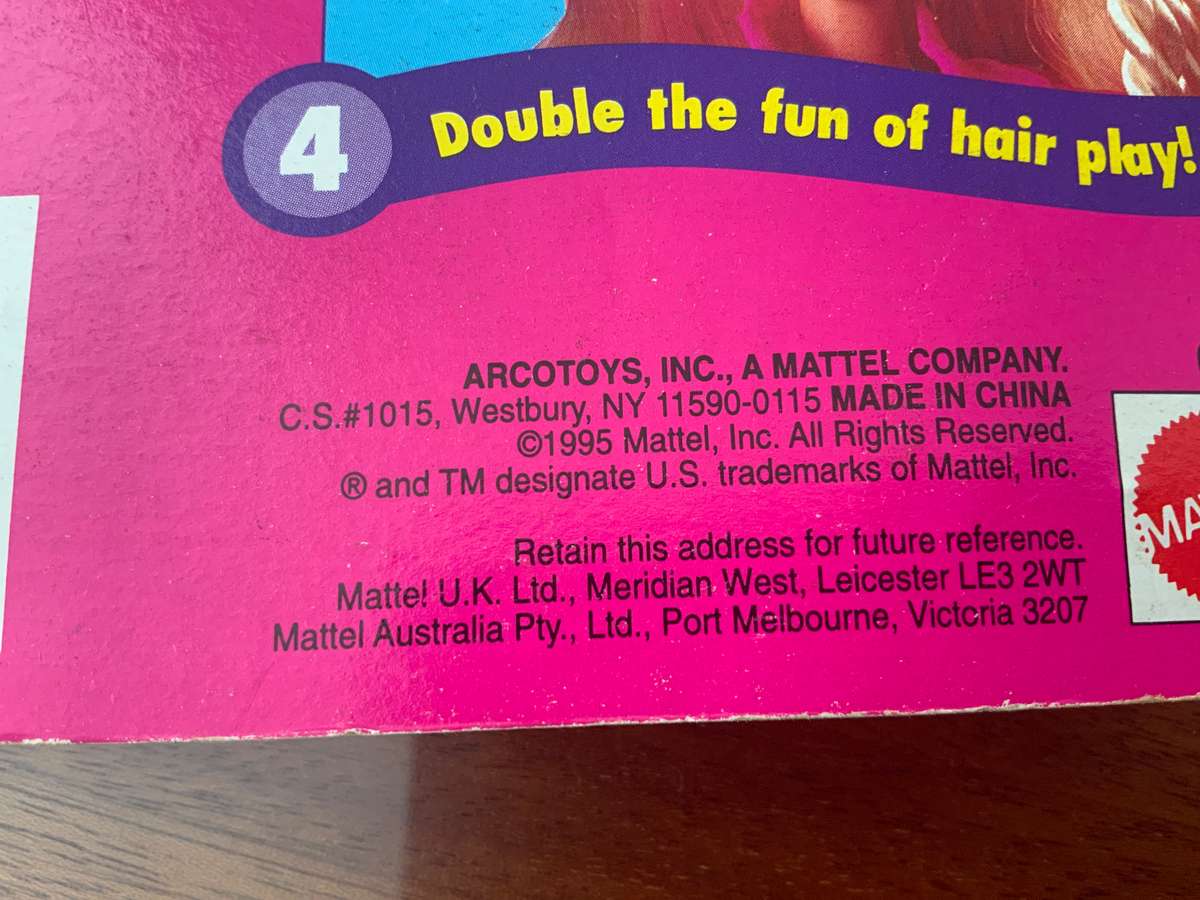 4
Double the fun of hair play!
ARCOTOYS, INC., A MATTEL COMPANY.
C.S.#1015, Westbury, NY 11590-0115 MADE IN CHINA
©1995 Mattel, Inc. All Rights Reserved.
® and TM designate U.S. trademarks of Mattel, Inc.
Retain this address for future reference.
Mattel U.K. Ltd., Meridian West, Leicester LE3 2WT
Mattel Australia Pty., Ltd., Port Melbourne, Victoria 3207